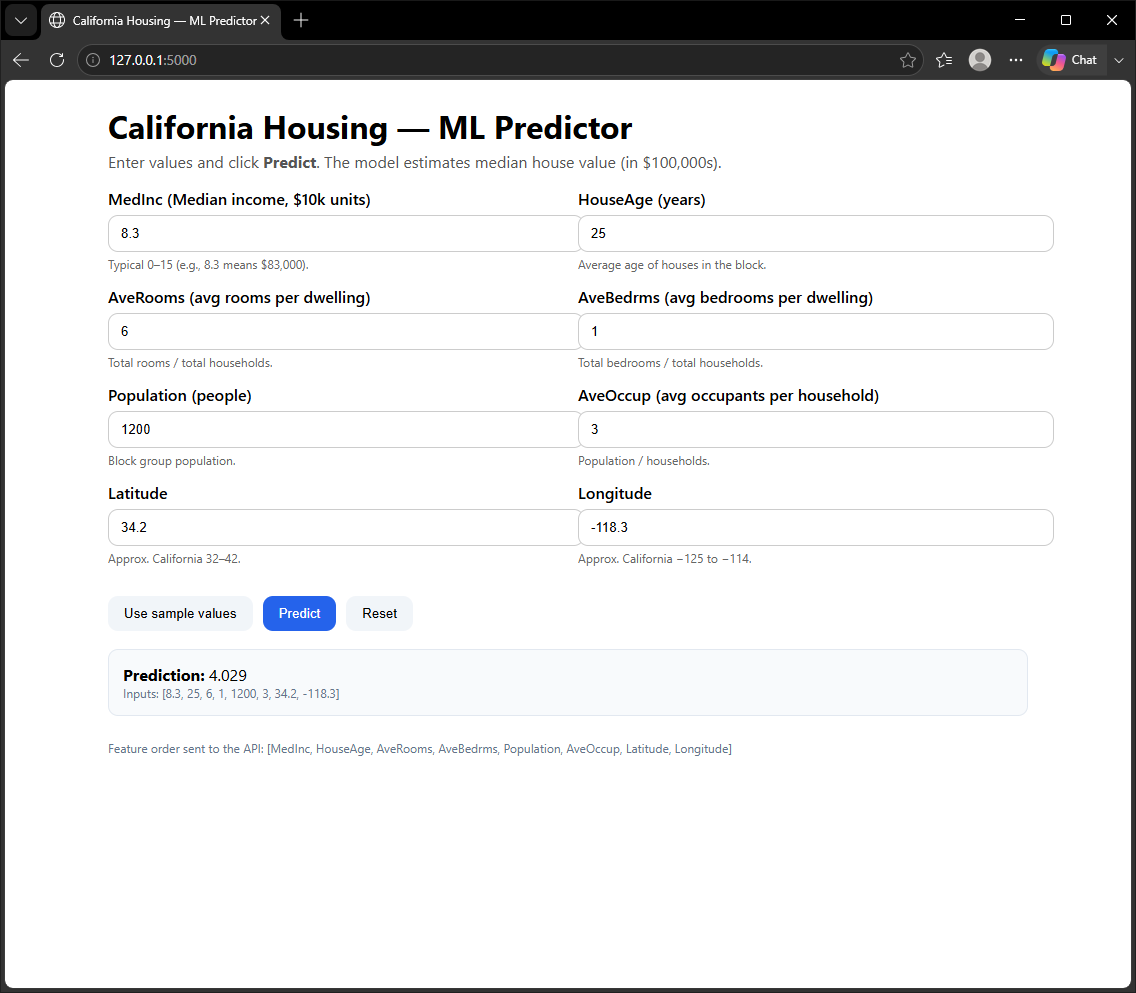 California Housing — ML Predictor
127.0.0.1:5000
Chat
California Housing — ML Predictor
Enter values and click Predict. The model estimates median house value (in $100,000s).
MedInc (Median income, $10k units)
HouseAge (years)
8.3
25
Typical 0–15 (e.g., 8.3 means $83,000).
Average age of houses in the block.
AveRooms (avg rooms per dwelling)
AveBedrms (avg bedrooms per dwelling)
6
1
Total rooms / total households.
Total bedrooms / total households.
Population (people)
AveOccup (avg occupants per household)
1200
3
Block group population.
Population / households.
Latitude
Longitude
34.2
-118.3
Approx. California 32–42.
Approx. California −125 to −114.
Use sample values
Predict
Reset
Prediction: 4.029
Inputs: [8.3, 25, 6, 1, 1200, 3, 34.2, -118.3]
Feature order sent to the API: [MedInc, HouseAge, AveRooms, AveBedrms, Population, AveOccup, Latitude, Longitude]